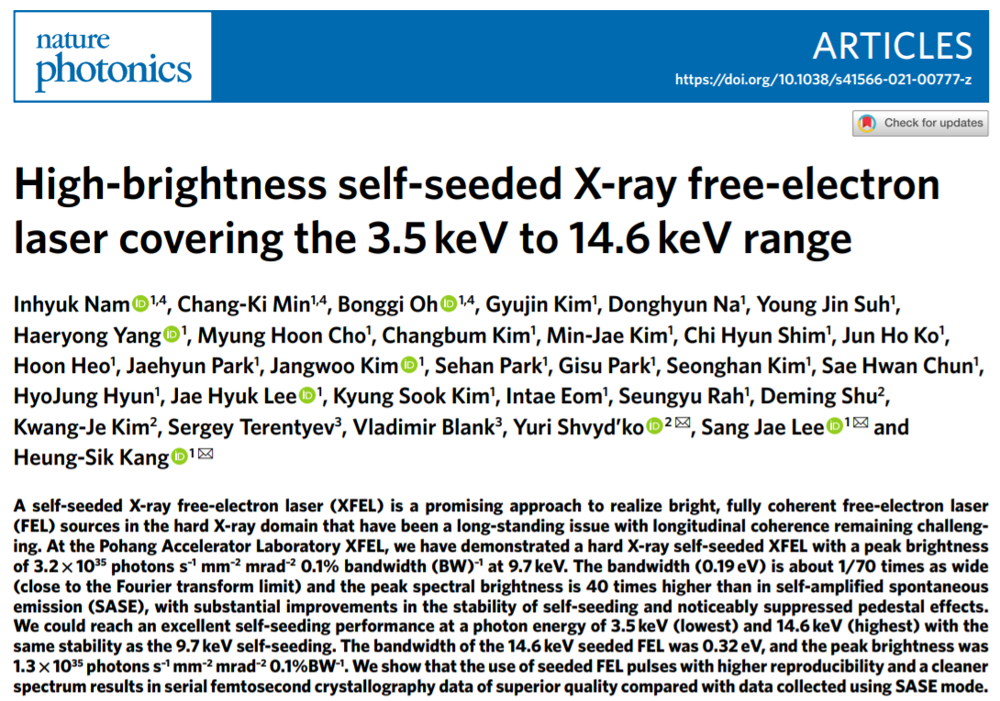 nature
photonics
ARTICLES
https://doi.org/10.1038/s41566-021-00777-z
Check for updates
High-brightness self-seeded X-ray free-electron
laser covering the 3.5 keV to 14.6 keV range
Inhyuk Nam iD 1,4, Chang-Ki Min1,4, Bonggi Oh iD 1,4, Gyujin Kim1, Donghyun Na1, Young Jin Suh1,
Haeryong Yang iD 1, Myung Hoon Cho1, Changbum Kim1, Min-Jae Kim1, Chi Hyun Shim1, Jun Ho Ko1,
Hoon Heo1, Jaehyun Park1, Jangwoo Kim iD 1, Sehan Park1, Gisu Park1, Seonghan Kim1, Sae Hwan Chun1,
HyoJung Hyun1, Jae Hyuk Lee iD 1, Kyung Sook Kim1, Intae Eom1, Seungyu Rah1, Deming Shu2,
Kwang-Je Kim2, Sergey Terentyev3, Vladimir Blank3, Yuri Shvyd'ko iD 2 ✉, Sang Jae Lee iD 1 ✉ and
Heung-Sik Kang iD 1 ✉
A self-seeded X-ray free-electron laser (XFEL) is a promising approach to realize bright, fully coherent free-electron laser
(FEL) sources in the hard X-ray domain that have been a long-standing issue with longitudinal coherence remaining challeng-
ing. At the Pohang Accelerator Laboratory XFEL, we have demonstrated a hard X-ray self-seeded XFEL with a peak brightness
of 3.2 × 10³⁵ photons s⁻¹ mm⁻² mrad⁻² 0.1% bandwidth (BW)⁻¹ at 9.7 keV. The bandwidth (0.19 eV) is about 1/70 times as wide
(close to the Fourier transform limit) and the peak spectral brightness is 40 times higher than in self-amplified spontaneous
emission (SASE), with substantial improvements in the stability of self-seeding and noticeably suppressed pedestal effects.
We could reach an excellent self-seeding performance at a photon energy of 3.5 keV (lowest) and 14.6 keV (highest) with the
same stability as the 9.7 keV self-seeding. The bandwidth of the 14.6 keV seeded FEL was 0.32 eV, and the peak brightness was
1.3 × 10³⁵ photons s⁻¹ mm⁻² mrad⁻² 0.1%BW⁻¹. We show that the use of seeded FEL pulses with higher reproducibility and a cleaner
spectrum results in serial femtosecond crystallography data of superior quality compared with data collected using SASE mode.